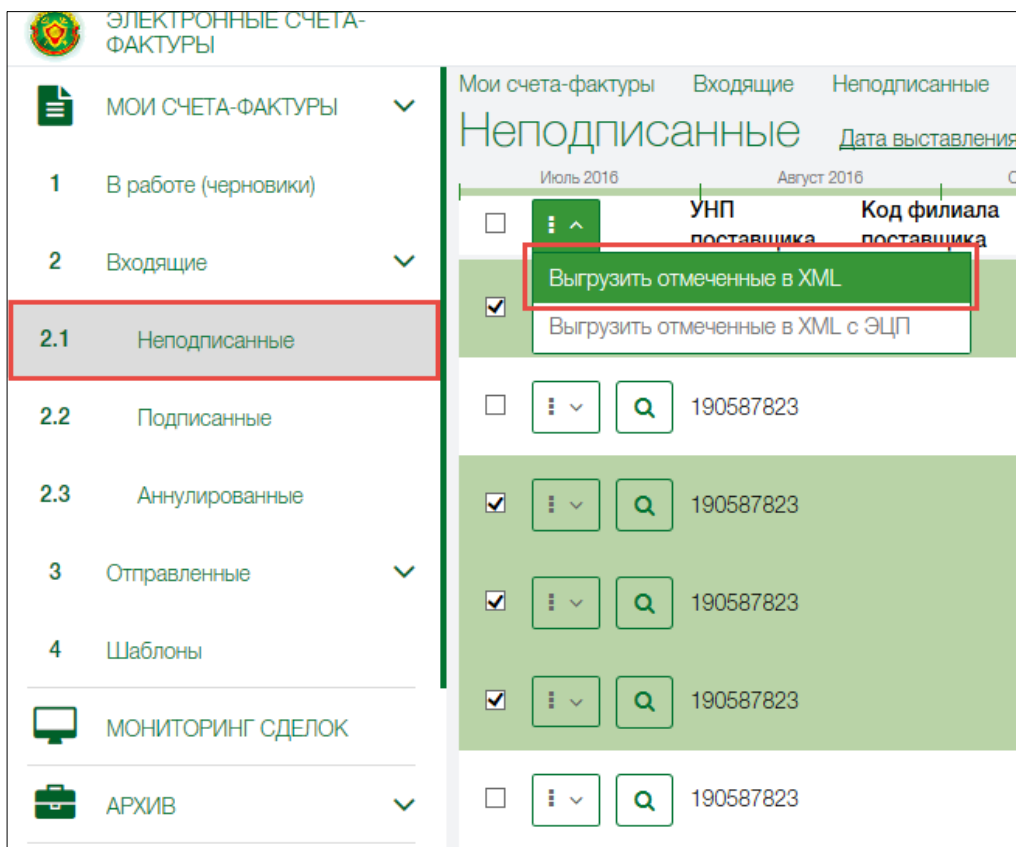 ЭЛЕКТРОННЫЕ СЧЕТА-
ФАКТУРЫ
МОИ СЧЕТА-ФАКТУРЫ
1 В работе (черновики)
2 Входящие
2.1 Неподписанные
2.2 Подписанные
2.3 Аннулированные
3 Отправленные
4 Шаблоны
МОНИТОРИНГ СДЕЛОК
АРХИВ
Мои счета-фактуры Входящие Неподписанные
Неподписанные Дата выставления
Июль 2016 Август 2016
УНП Код филиала
поставщика поставщика
Выгрузить отмеченные в XML
Выгрузить отмеченные в XML с ЭЦП
190587823
190587823
190587823
190587823
190587823